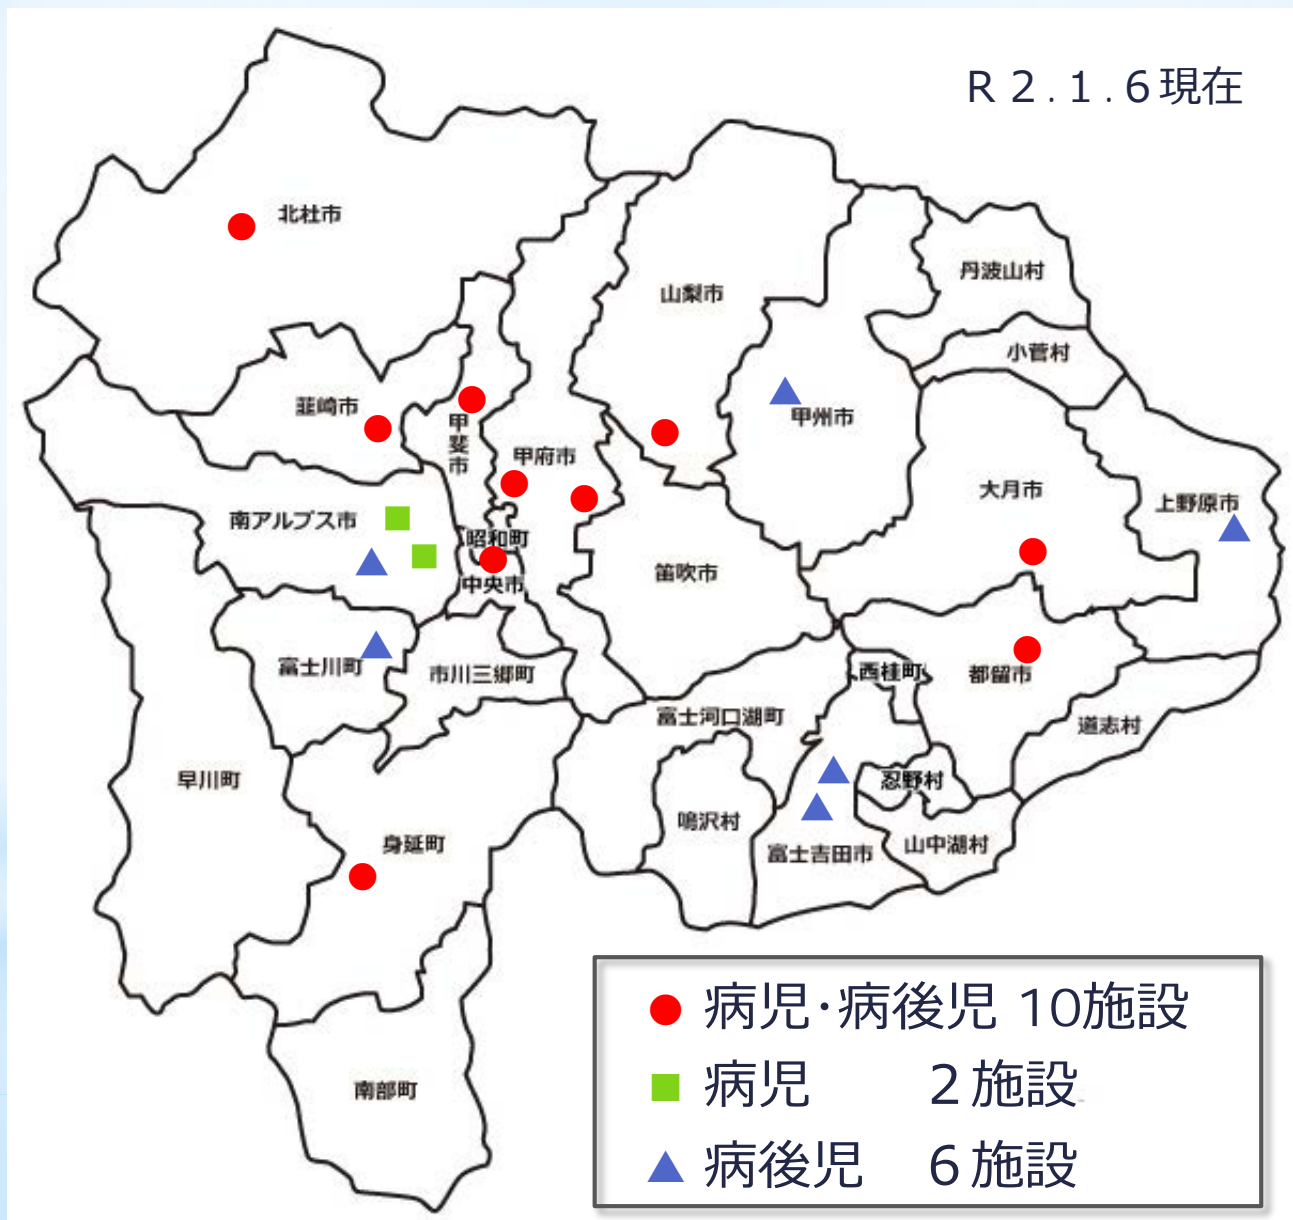 R 2 . 1 . 6 現在
北杜市
丹波山村
山梨市
小菅村
韮崎市
甲州市
甲斐市
甲府市
大月市
上野原市
南アルプス市
昭和町
笛吹市
中央市
富士川町
市川三郷町
西桂町
都留市
富士河口湖町
道志村
早川町
忍野村
鳴沢村
身延町
山中湖村
富士吉田市
南部町
病児・病後児 10施設
病児 2施設
病後児 6施設